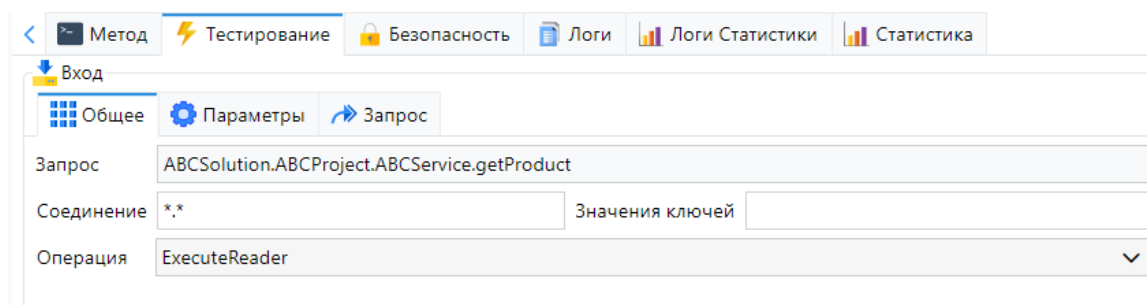 Метод Тестирование Безопасность Логи Логи Статистики Статистика
Вход
Общее Параметры Запрос
Запрос ABCSolution.ABCProject.ABCService.getProduct
Соединение *.* Значения ключей
Операция ExecuteReader